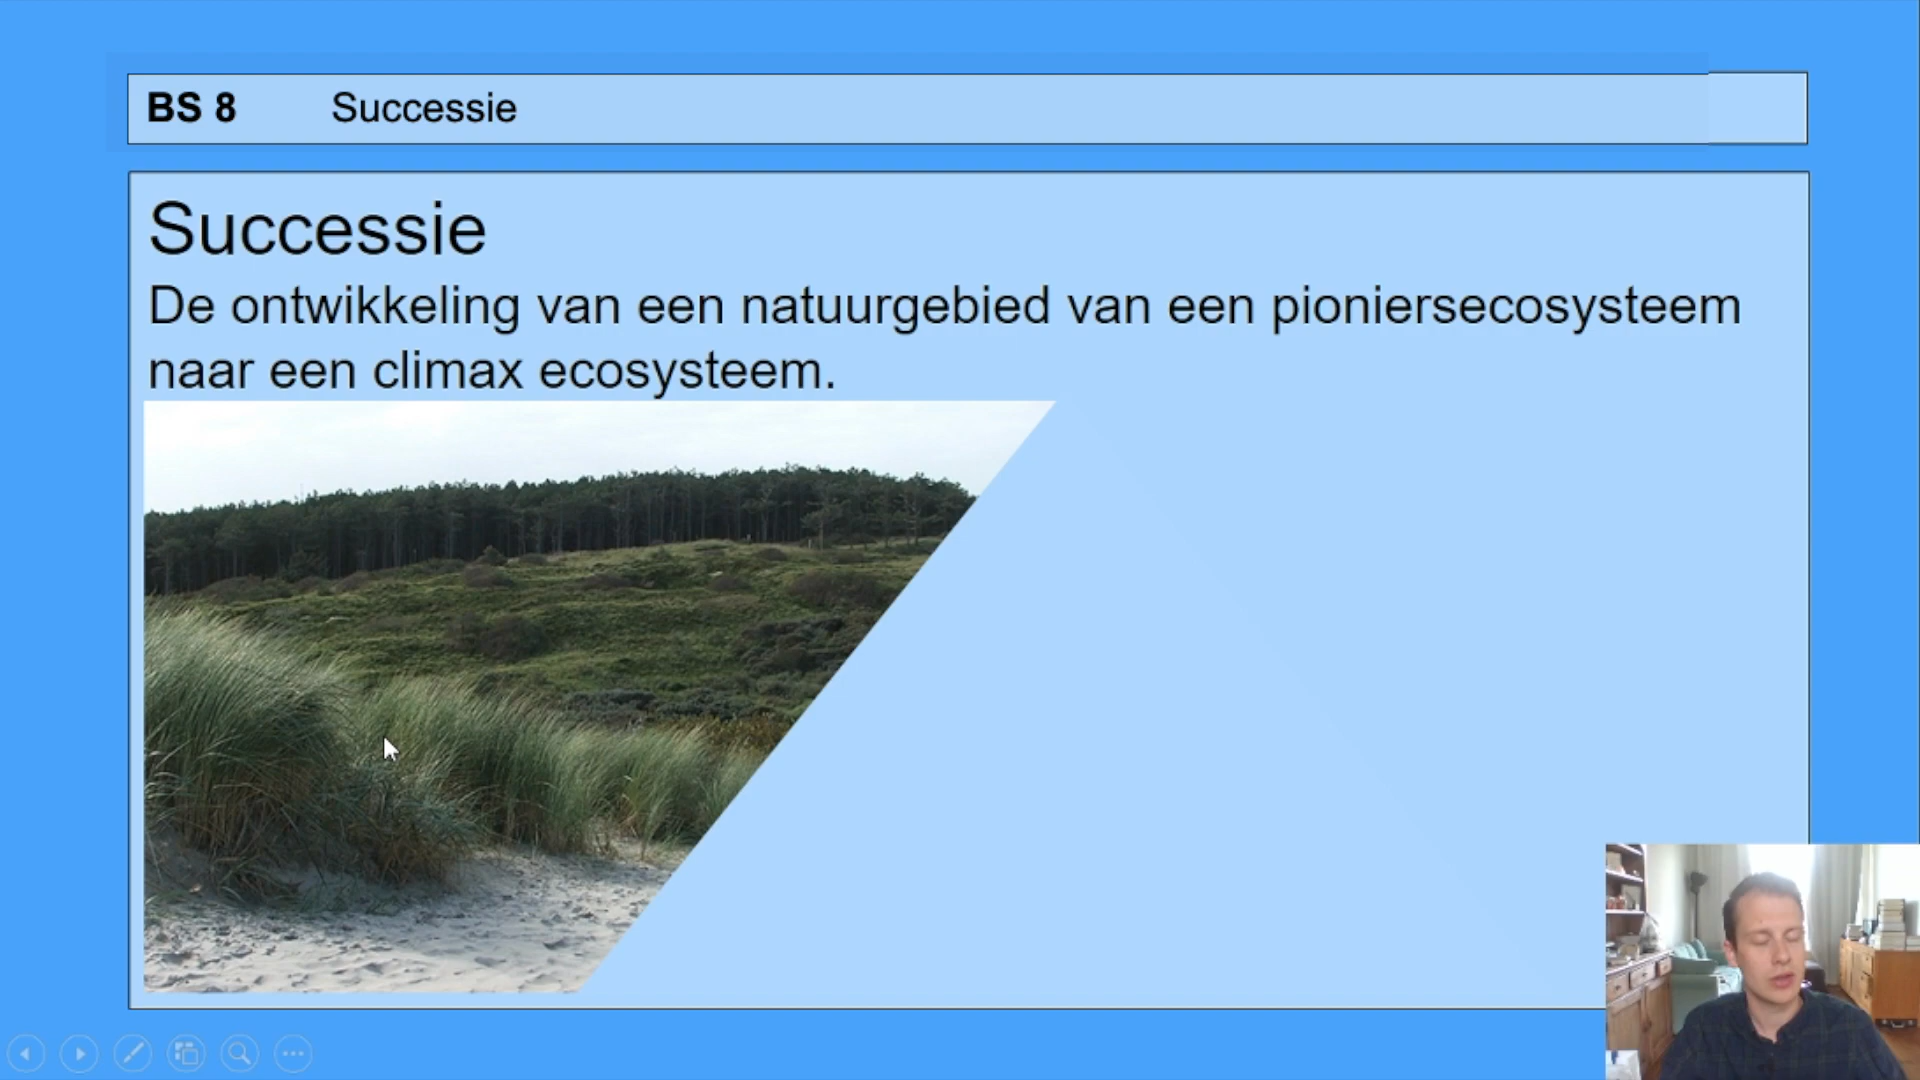 BS 8 Successie
Successie
De ontwikkeling van een natuurgebied van een pioniersecosysteem
naar een climax ecosysteem.